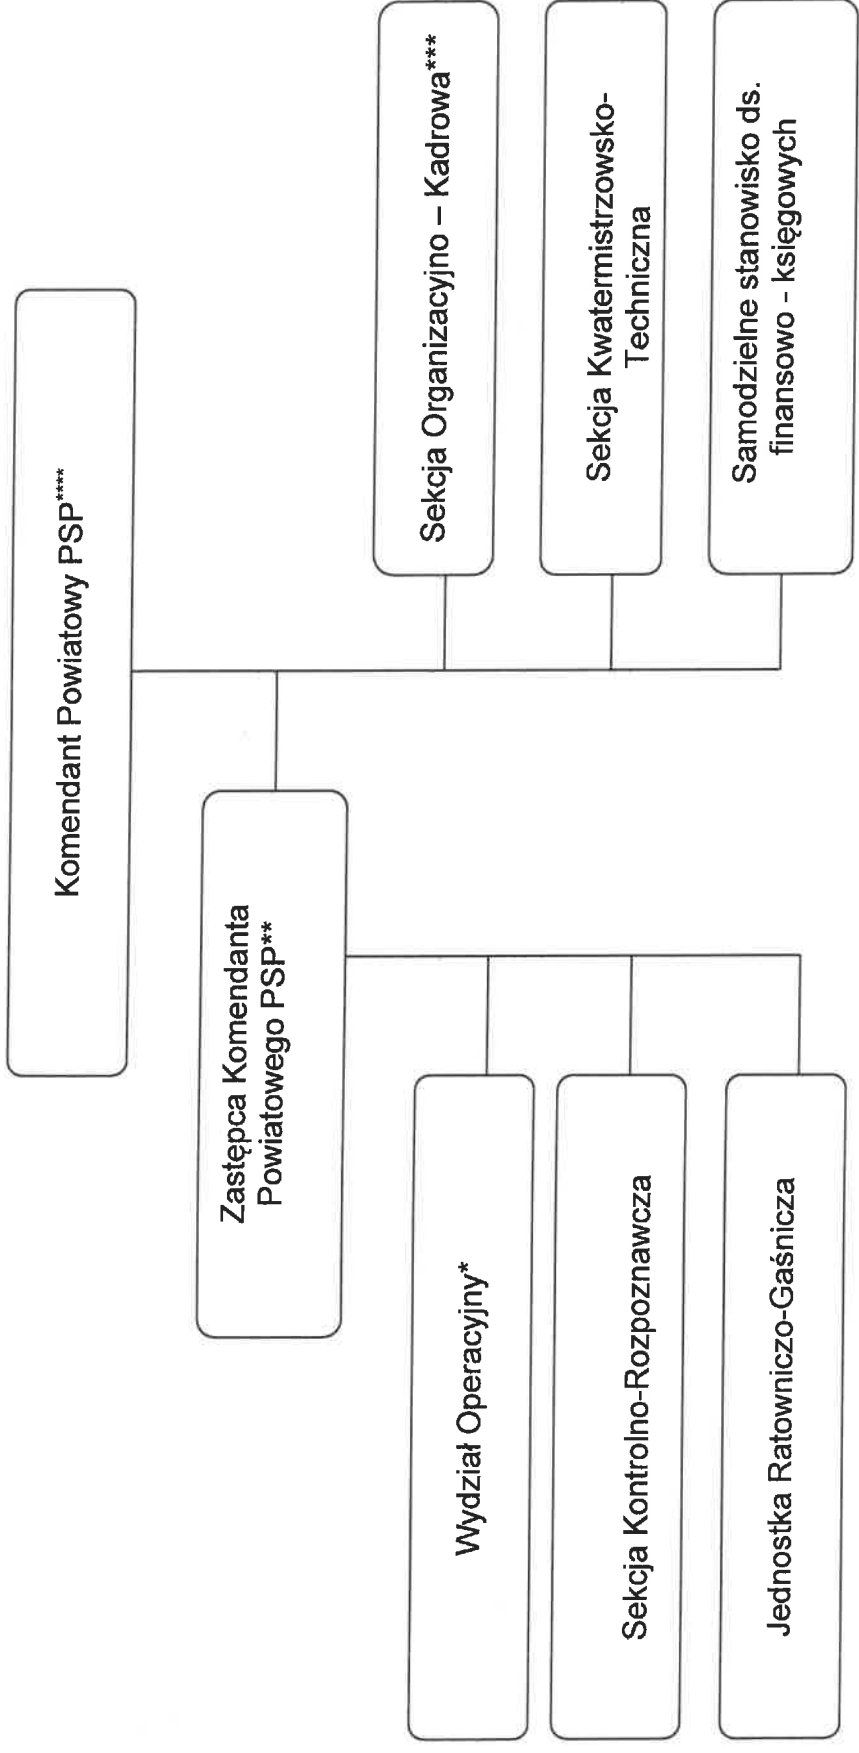 Komendant Powiatowy PSP****
Zastępca Komendanta
Powiatowego PSP**
Wydział Operacyjny*
Sekcja Kontrolno-Rozpoznawcza
Jednostka Ratowniczo-Gaśnicza
Sekcja Organizacyjno – Kadrowa***
Sekcja Kwatermistrzowsko-
Techniczna
Samodzielne stanowisko ds.
finansowo - księgowych